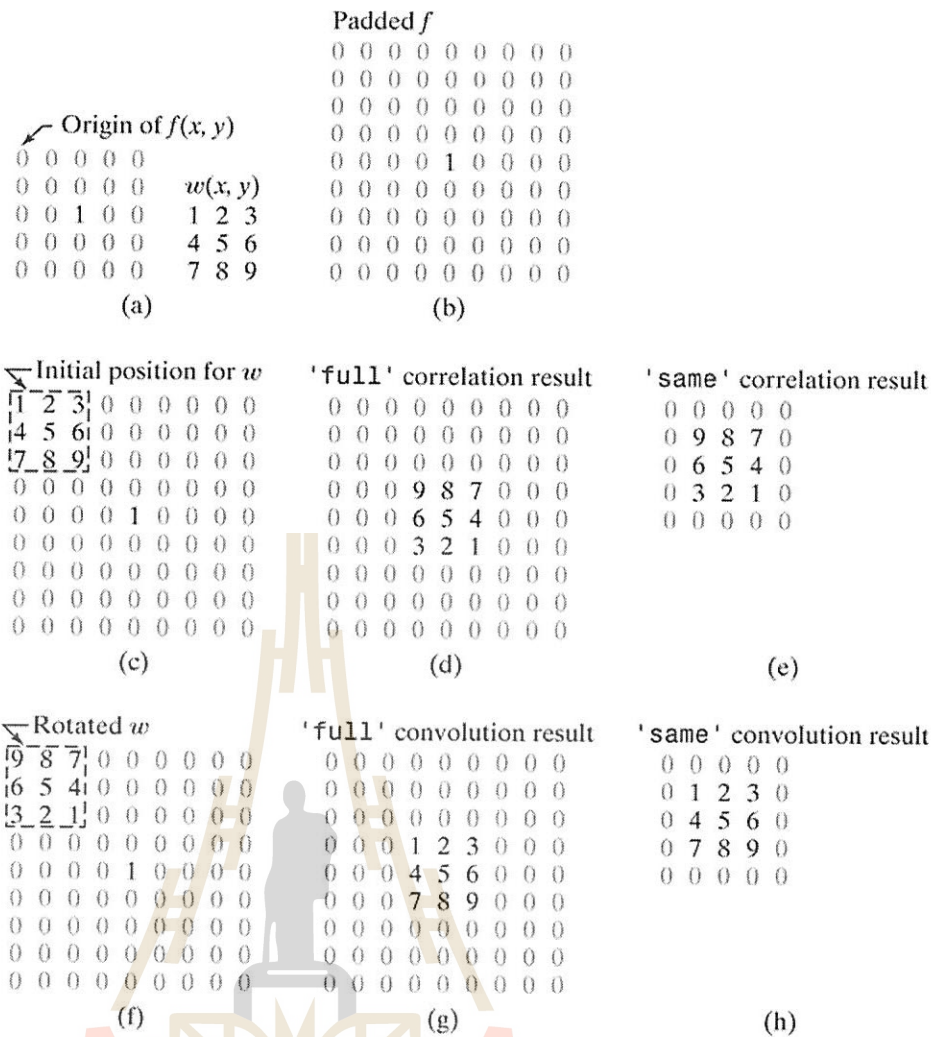 Origin of f(x, y)
0 0 0 0 0
0 0 0 0 0
0 0 1 0 0
0 0 0 0 0
0 0 0 0 0
w(x, y)
1 2 3
4 5 6
7 8 9
(a)
Padded f
0 0 0 0 0 0 0 0 0
0 0 0 0 0 0 0 0 0
0 0 0 0 0 0 0 0 0
0 0 0 0 0 0 0 0 0
0 0 0 0 1 0 0 0 0
0 0 0 0 0 0 0 0 0
0 0 0 0 0 0 0 0 0
0 0 0 0 0 0 0 0 0
0 0 0 0 0 0 0 0 0
(b)
Initial position for w
1 2 3 0 0 0 0 0 0
4 5 6 0 0 0 0 0 0
7 8 9 0 0 0 0 0 0
0 0 0 0 0 0 0 0 0
0 0 0 0 1 0 0 0 0
0 0 0 0 0 0 0 0 0
0 0 0 0 0 0 0 0 0
0 0 0 0 0 0 0 0 0
0 0 0 0 0 0 0 0 0
(c)
'full' correlation result
0 0 0 0 0 0 0 0 0
0 0 0 0 0 0 0 0 0
0 0 0 0 0 0 0 0 0
0 0 0 9 8 7 0 0 0
0 0 0 6 5 4 0 0 0
0 0 0 3 2 1 0 0 0
0 0 0 0 0 0 0 0 0
0 0 0 0 0 0 0 0 0
0 0 0 0 0 0 0 0 0
(d)
'same' correlation result
0 0 0 0 0
0 9 8 7 0
0 6 5 4 0
0 3 2 1 0
0 0 0 0 0
(e)
Rotated w
9 8 7 0 0 0 0 0 0
6 5 4 0 0 0 0 0 0
3 2 1 0 0 0 0 0 0
0 0 0 0 0 0 0 0 0
0 0 0 0 1 0 0 0 0
0 0 0 0 0 0 0 0 0
0 0 0 0 0 0 0 0 0
0 0 0 0 0 0 0 0 0
0 0 0 0 0 0 0 0 0
(f)
'full' convolution result
0 0 0 0 0 0 0 0 0
0 0 0 0 0 0 0 0 0
0 0 0 0 0 0 0 0 0
0 0 0 1 2 3 0 0 0
0 0 0 4 5 6 0 0 0
0 0 0 7 8 9 0 0 0
0 0 0 0 0 0 0 0 0
0 0 0 0 0 0 0 0 0
0 0 0 0 0 0 0 0 0
(g)
'same' convolution result
0 0 0 0 0
0 1 2 3 0
0 4 5 6 0
0 7 8 9 0
0 0 0 0 0
(h)